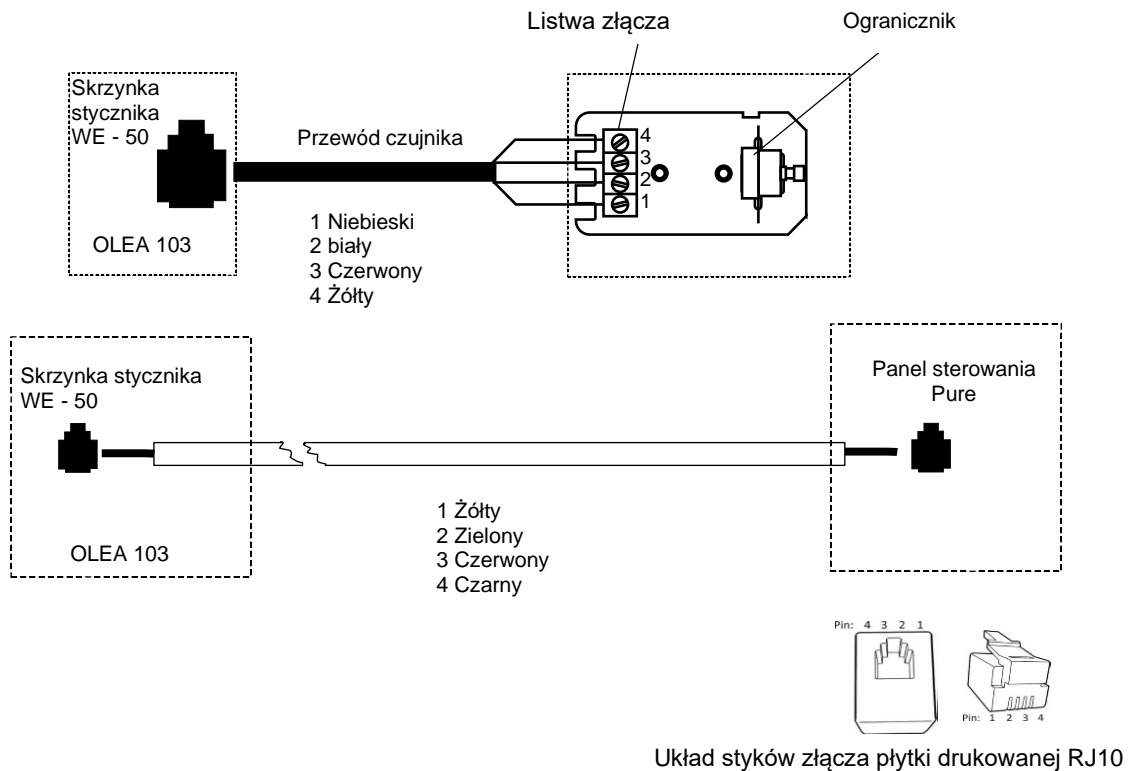 Listwa złącza
Ogranicznik
Skrzynka
stycznika
WE - 50
Przewód czujnika
4
3
2
1
OLEA 103
1 Niebieski
2 biały
3 Czerwony
4 Żółty
Skrzynka stycznika
WE - 50
Panel sterowania
Pure
OLEA 103
1 Żółty
2 Zielony
3 Czerwony
4 Czarny
Pin: 4 3 2 1
Pin: 1 2 3 4
Układ styków złącza płytki drukowanej RJ10